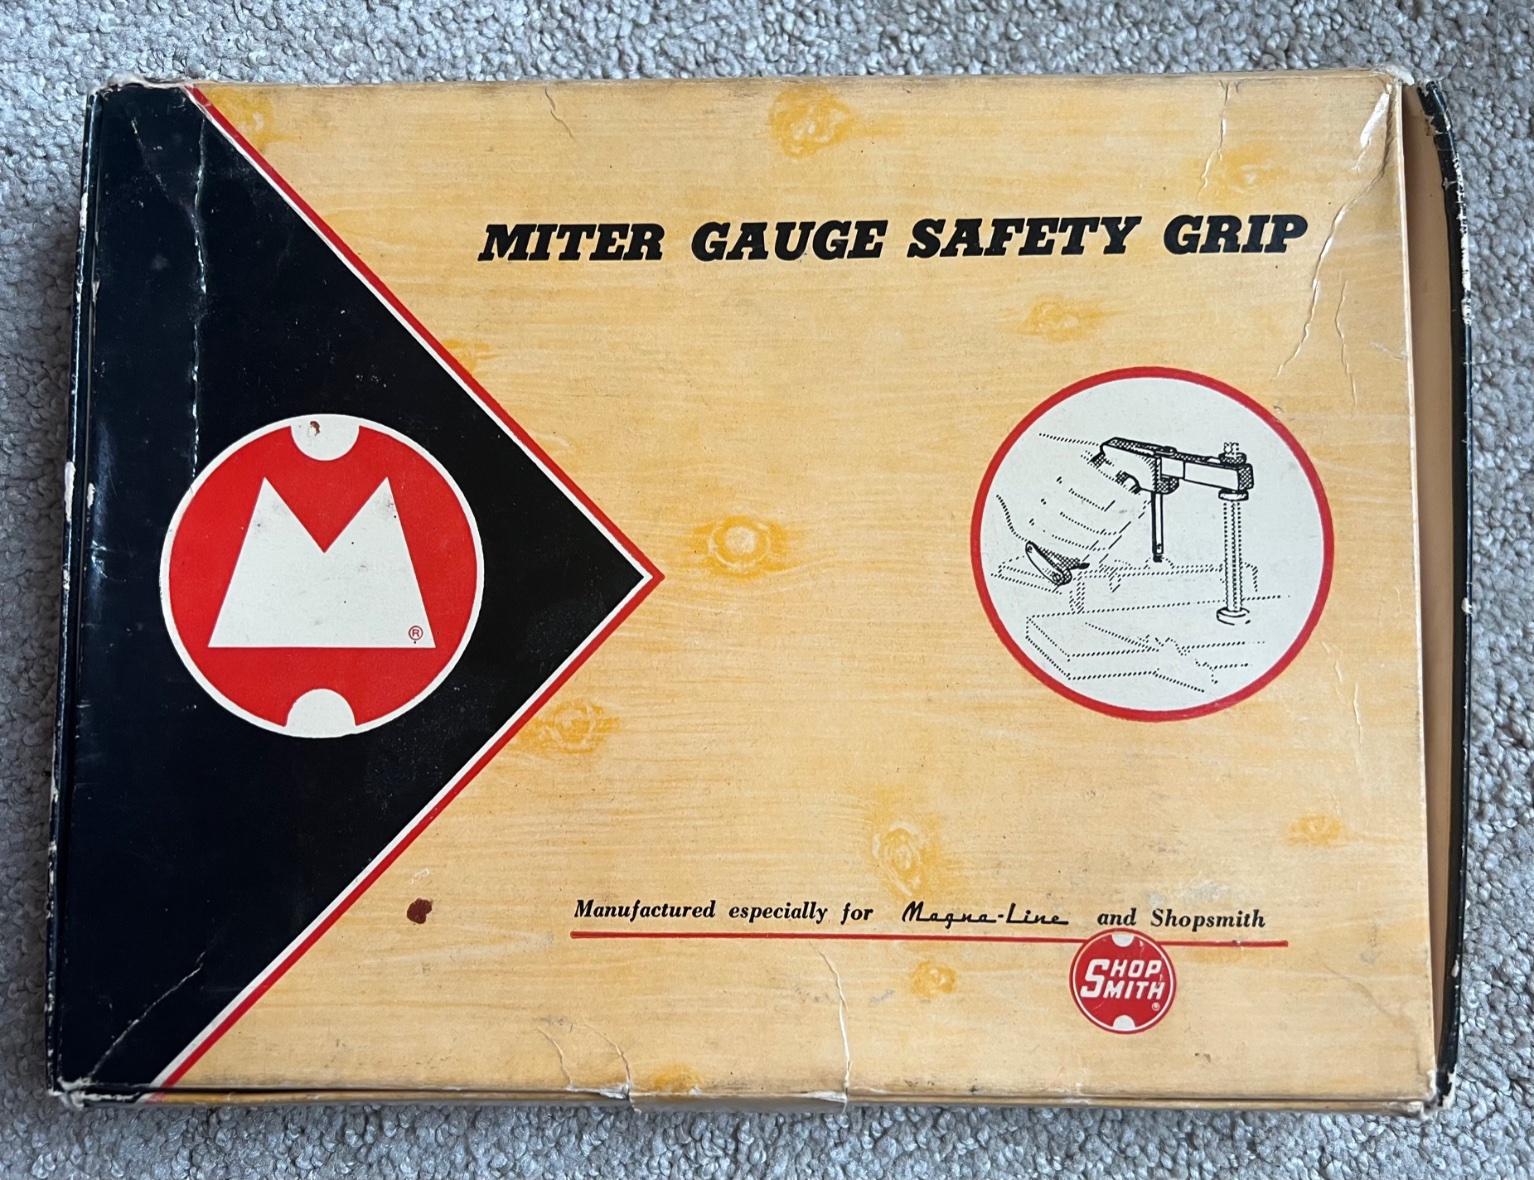 MITER GAUGE SAFETY GRIP
M
®
Manufactured especially for Magna-Line and Shopsmith
SHOP
SMITH
®